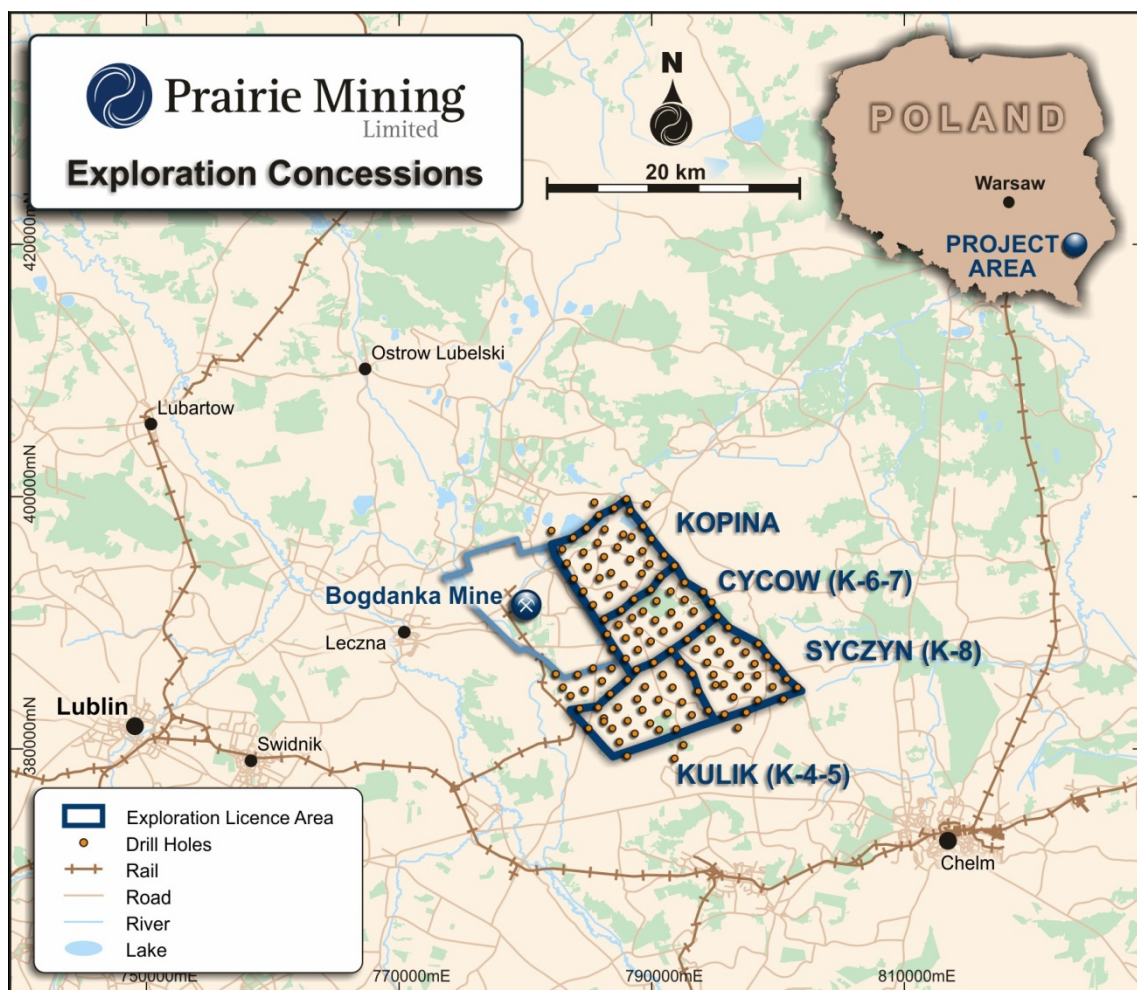 Prairie Mining
Limited
Exploration Concessions
N
20 km
POLAND
Warsaw
PROJECT
AREA
420000mN
Ostrow Lubelski
Lubartow
400000mN
KOPINA
CYCOW (K-6-7)
Bogdanka Mine
Leczna
SYCZYN (K-8)
Lublin
Swidnik
380000mN
KULIK (K-4-5)
Chelm
Exploration Licence Area
Drill Holes
Rail
Road
River
Lake
750000mE
770000mE
790000mE
810000mE